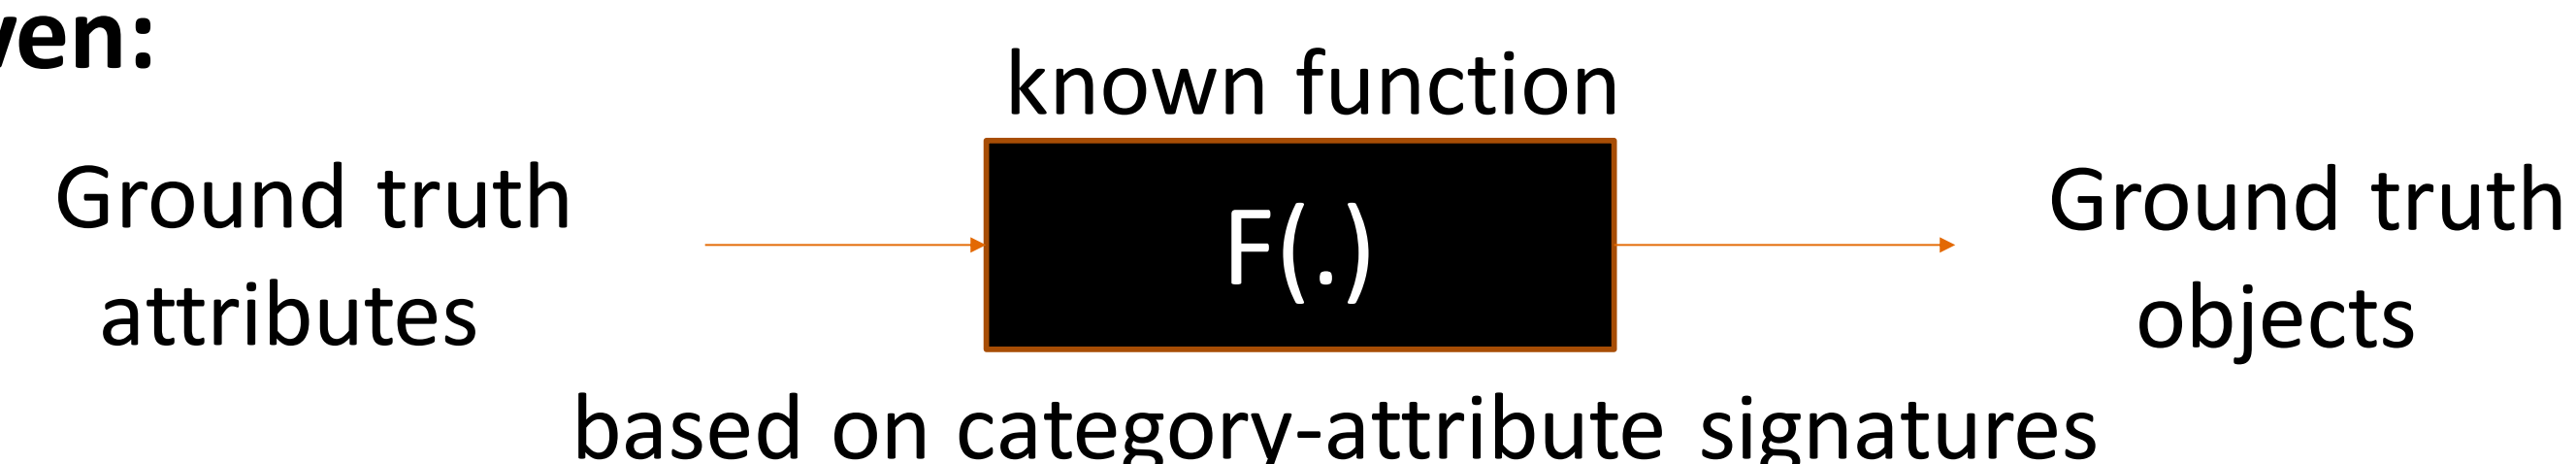 ven:
known function
Ground truth
attributes
F(.)
Ground truth
objects
based on category-attribute signatures